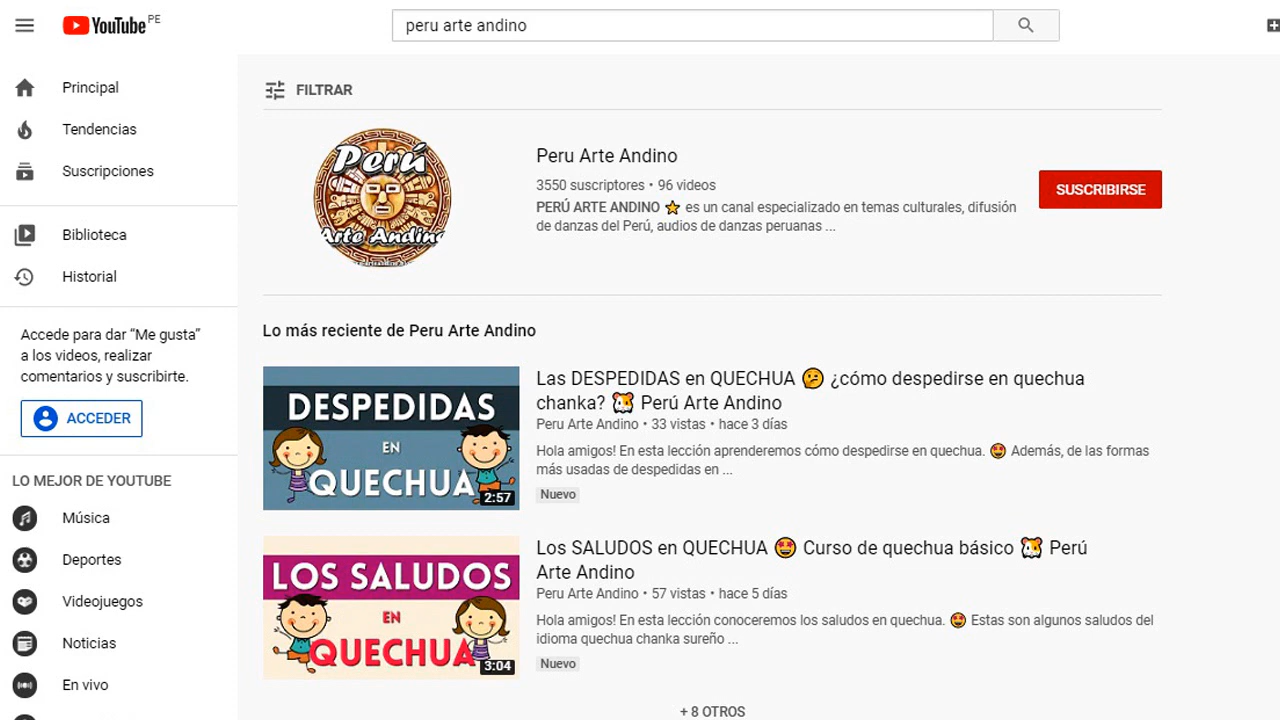 YouTube PE
peru arte andino
Principal
Tendencias
Suscripciones
Biblioteca
Historial
Accede para dar “Me gusta”
a los videos, realizar
comentarios y suscribirte.
ACCEDER
LO MEJOR DE YOUTUBE
Música
Deportes
Videojuegos
Noticias
En vivo
FILTRAR
Perú
Arte Andino
Peru Arte Andino
3550 suscriptores • 96 videos
PERÚ ARTE ANDINO ⭐ es un canal especializado en temas culturales, difusión
de danzas del Perú, audios de danzas peruanas ...
SUSCRIBIRSE
Lo más reciente de Peru Arte Andino
DESPEDIDAS
EN
QUECHUA
2:57
Las DESPEDIDAS en QUECHUA 🤔 ¿cómo despedirse en quechua
chanka? 🐹 Perú Arte Andino
Peru Arte Andino • 33 vistas • hace 3 días
Hola amigos! En esta lección aprenderemos cómo despedirse en quechua. 🤩 Además, de las formas
más usadas de despedidas en ...
Nuevo
LOS SALUDOS
EN
QUECHUA
3:04
Los SALUDOS en QUECHUA 🤩 Curso de quechua básico 🐹 Perú
Arte Andino
Peru Arte Andino • 57 vistas • hace 5 días
Hola amigos! En esta lección conoceremos los saludos en quechua. 🤩 Estas son algunos saludos del
idioma quechua chanka sureño ...
Nuevo
+ 8 OTROS